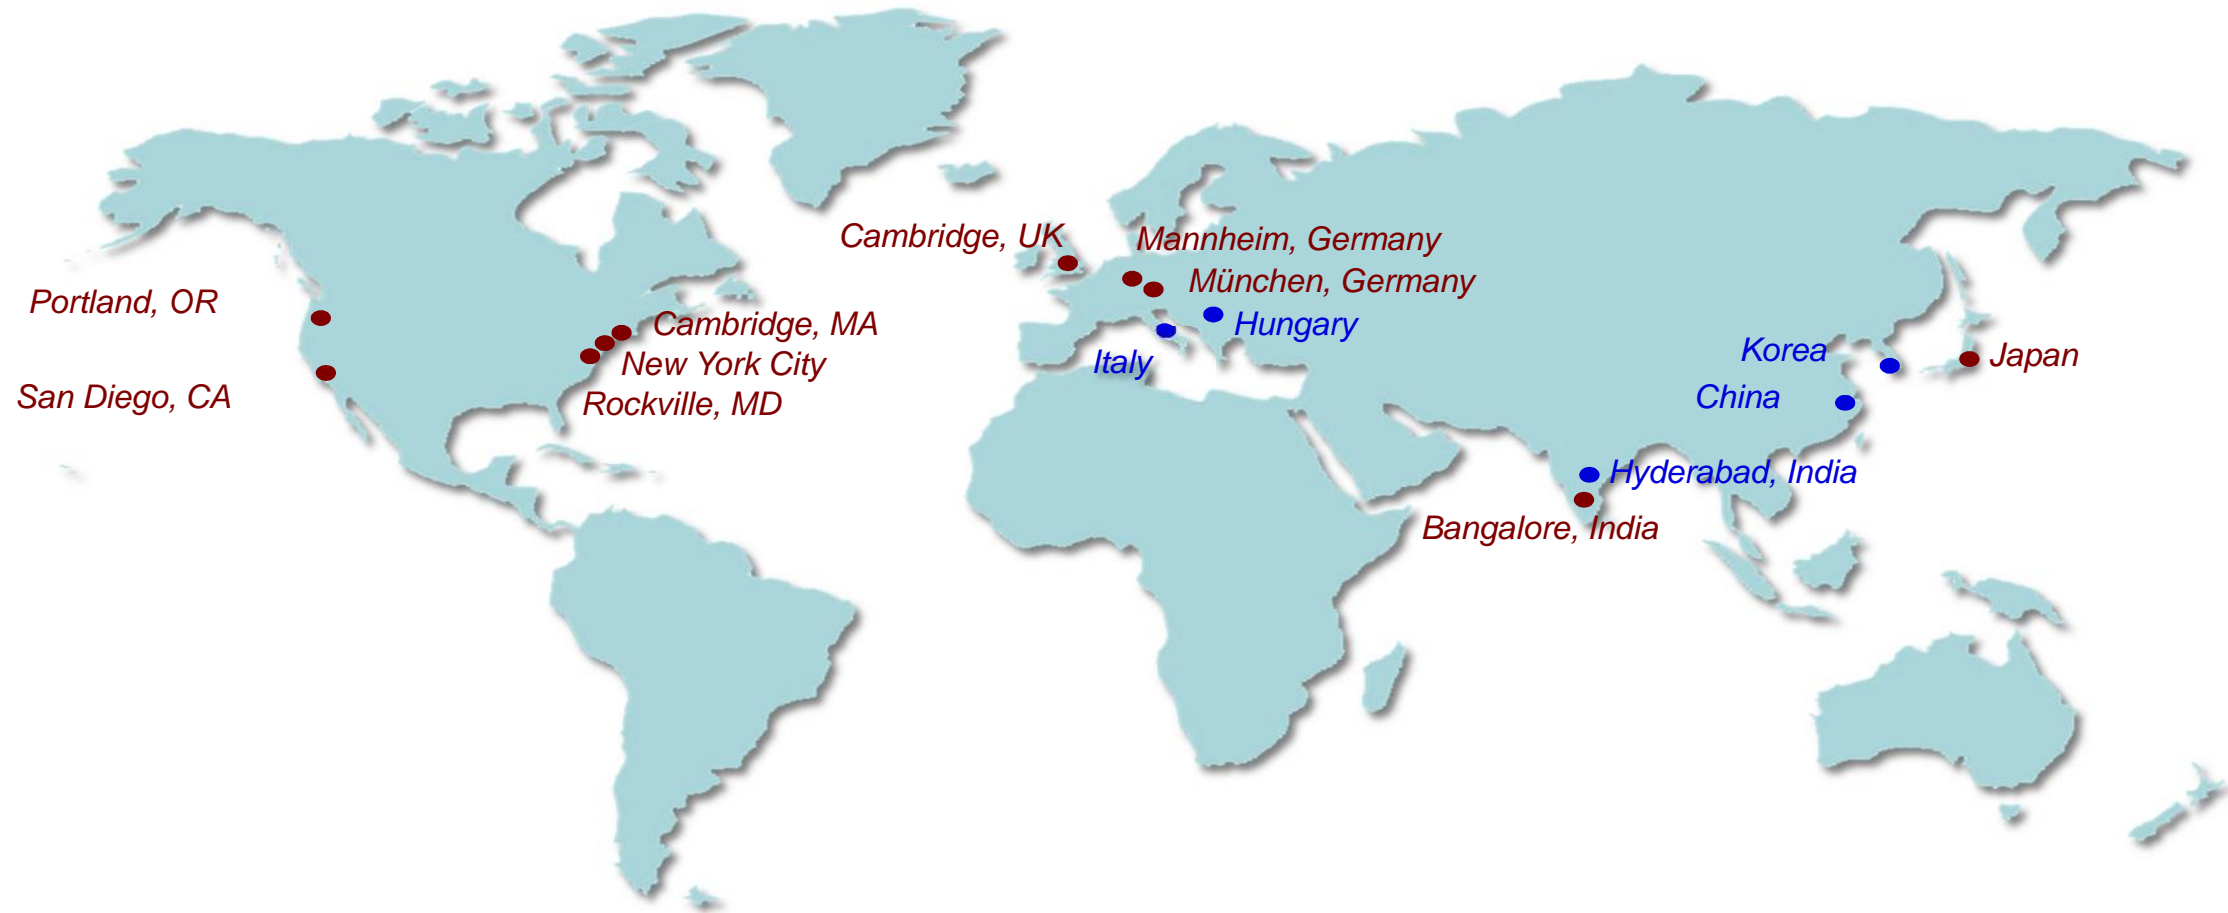 Cambridge, UK
Mannheim, Germany
München, Germany
Portland, OR
Cambridge, MA
Hungary
New York City
Italy
Korea
Japan
San Diego, CA
Rockville, MD
China
Hyderabad, India
Bangalore, India